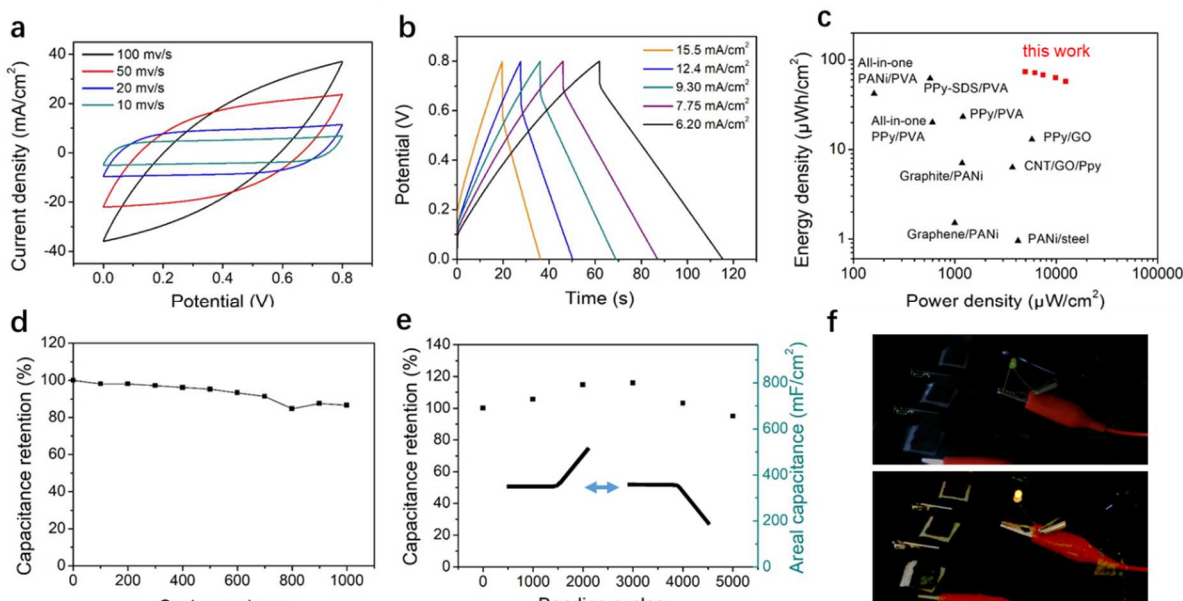 a
100 mv/s
50 mv/s
20 mv/s
10 mv/s
40
20
0
-20
-40
0.0
0.2
0.4
0.6
0.8
Current density (mA/cm²)
Potential (V)
b
15.5 mA/cm²
12.4 mA/cm²
9.30 mA/cm²
7.75 mA/cm²
6.20 mA/cm²
0.8
0.6
0.4
0.2
0.0
0
20
40
60
80
100
120
Potential (V)
Time (s)
c
this work
All-in-one
PANi/PVA
PPy-SDS/PVA
All-in-one
PPy/PVA
PPy/PVA
PPy/GO
Graphite/PANi
CNT/GO/Ppy
Graphene/PANi
PANi/steel
100
10
1
100
1000
10000
100000
Energy density (µWh/cm²)
Power density (µW/cm²)
d
140
120
100
80
60
40
20
0
0
200
400
600
800
1000
Capacitance retention (%)
e
140
120
100
80
60
40
20
0
0
1000
2000
3000
4000
5000
800
600
400
200
0
Capacitance retention (%)
Areal capacitance (mF/cm²)
f